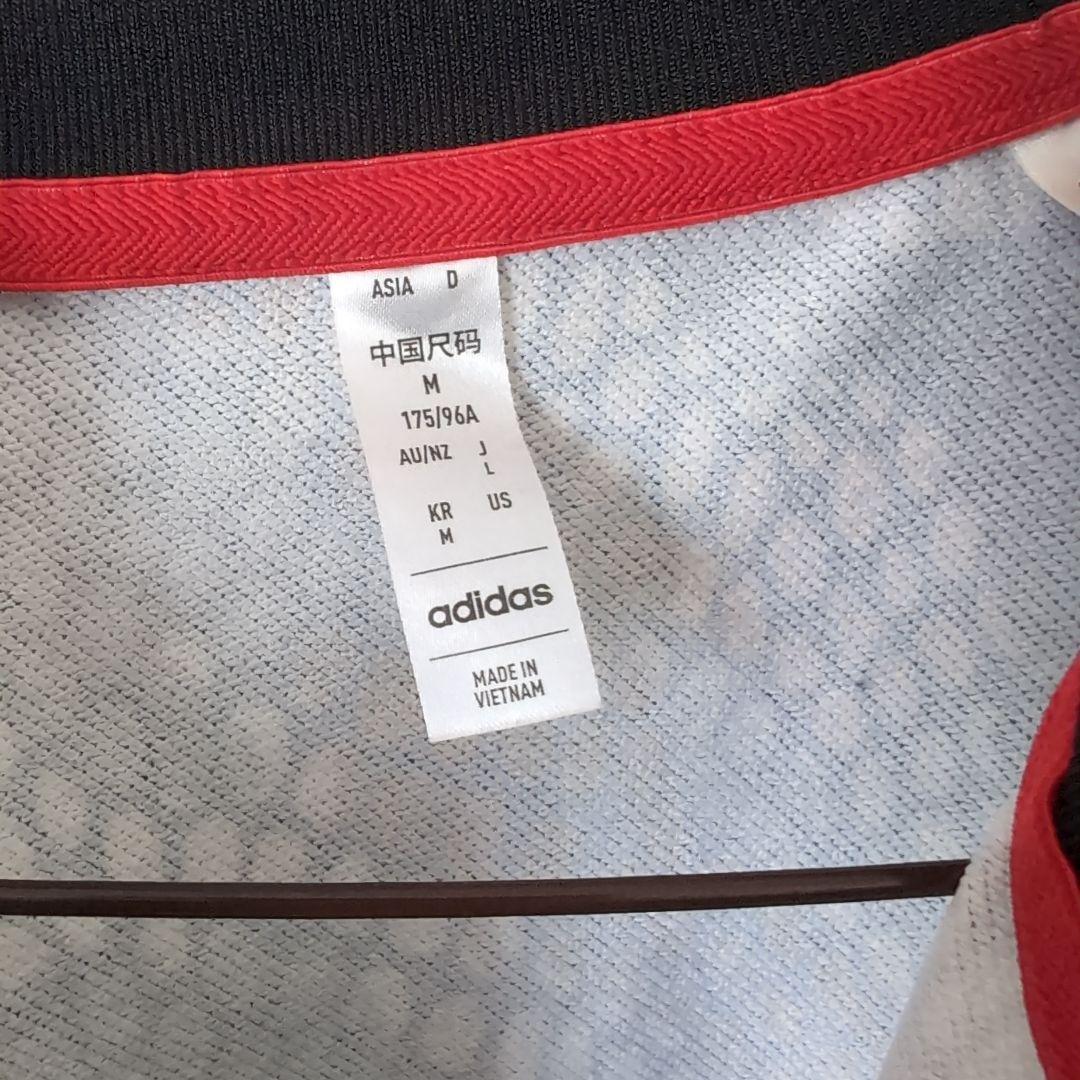 ASIA D
中国尺码
M
175/96A
AU/NZ J
L
KR US
M
adidas
MADE IN
VIETNAM